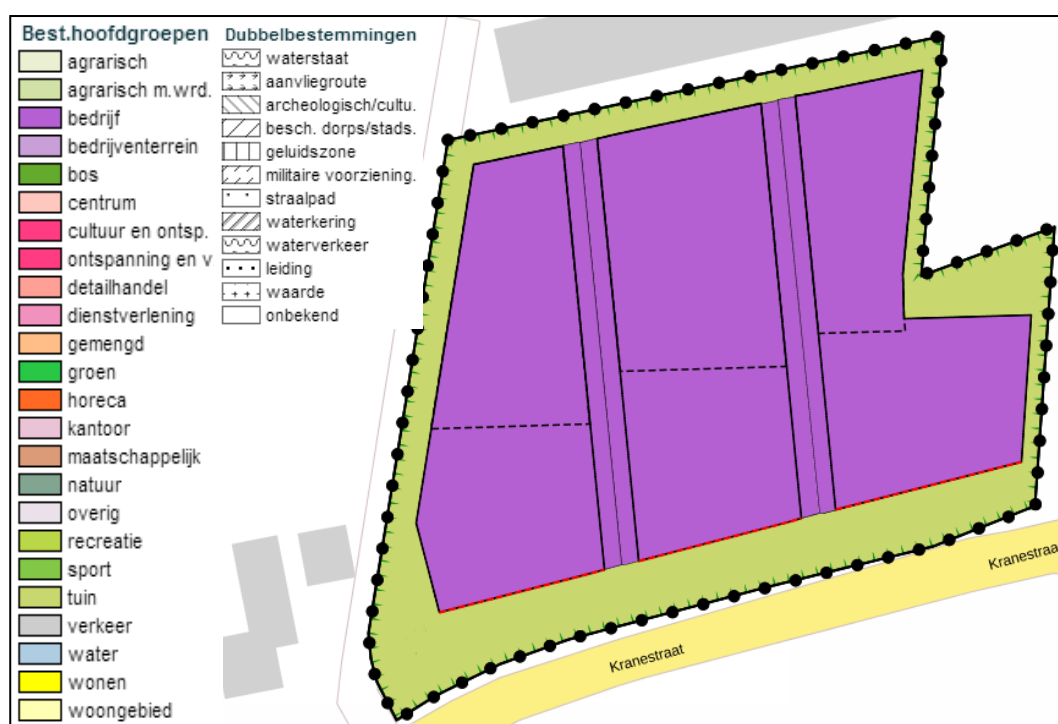 Best.hoofdgroepen
agrarisch
agrarisch m.wrd.
bedrijf
bedrijventerrein
bos
centrum
cultuur en ontsp.
ontspanning en v
detailhandel
dienstverlening
gemengd
groen
horeca
kantoor
maatschappelijk
natuur
overig
recreatie
sport
tuin
verkeer
water
wonen
woongebied
Dubbelbestemmingen
waterstaat
aanvliegroute
archeologisch/cultu.
besch. dorps/stads.
geluidszone
militaire voorziening.
straalpad
waterkering
waterverkeer
leiding
waarde
onbekend
Kranestraa
Kranestraat